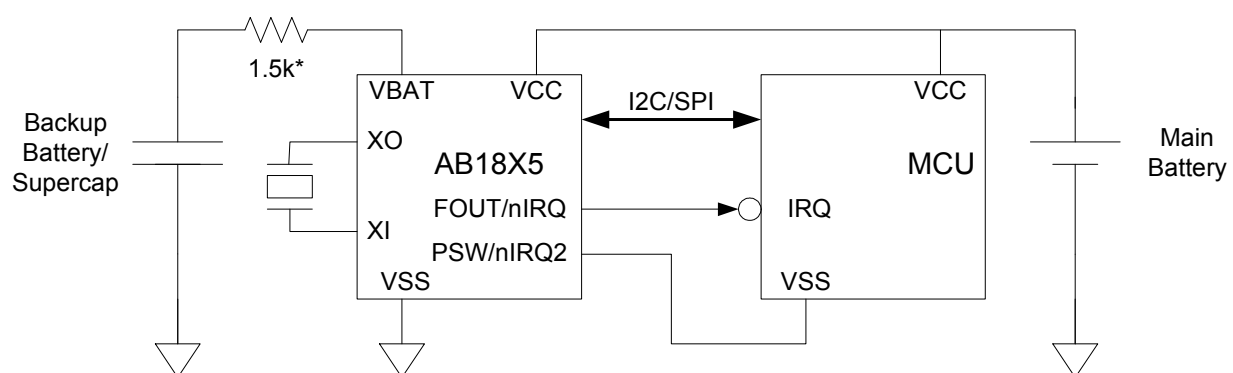 1.5k*
VBAT
VCC
I2C/SPI
VCC
Backup
Battery/
Supercap
XO
AB18X5
MCU
Main
Battery
FOUT/nIRQ
IRQ
XI
PSW/nIRQ2
VSS
VSS